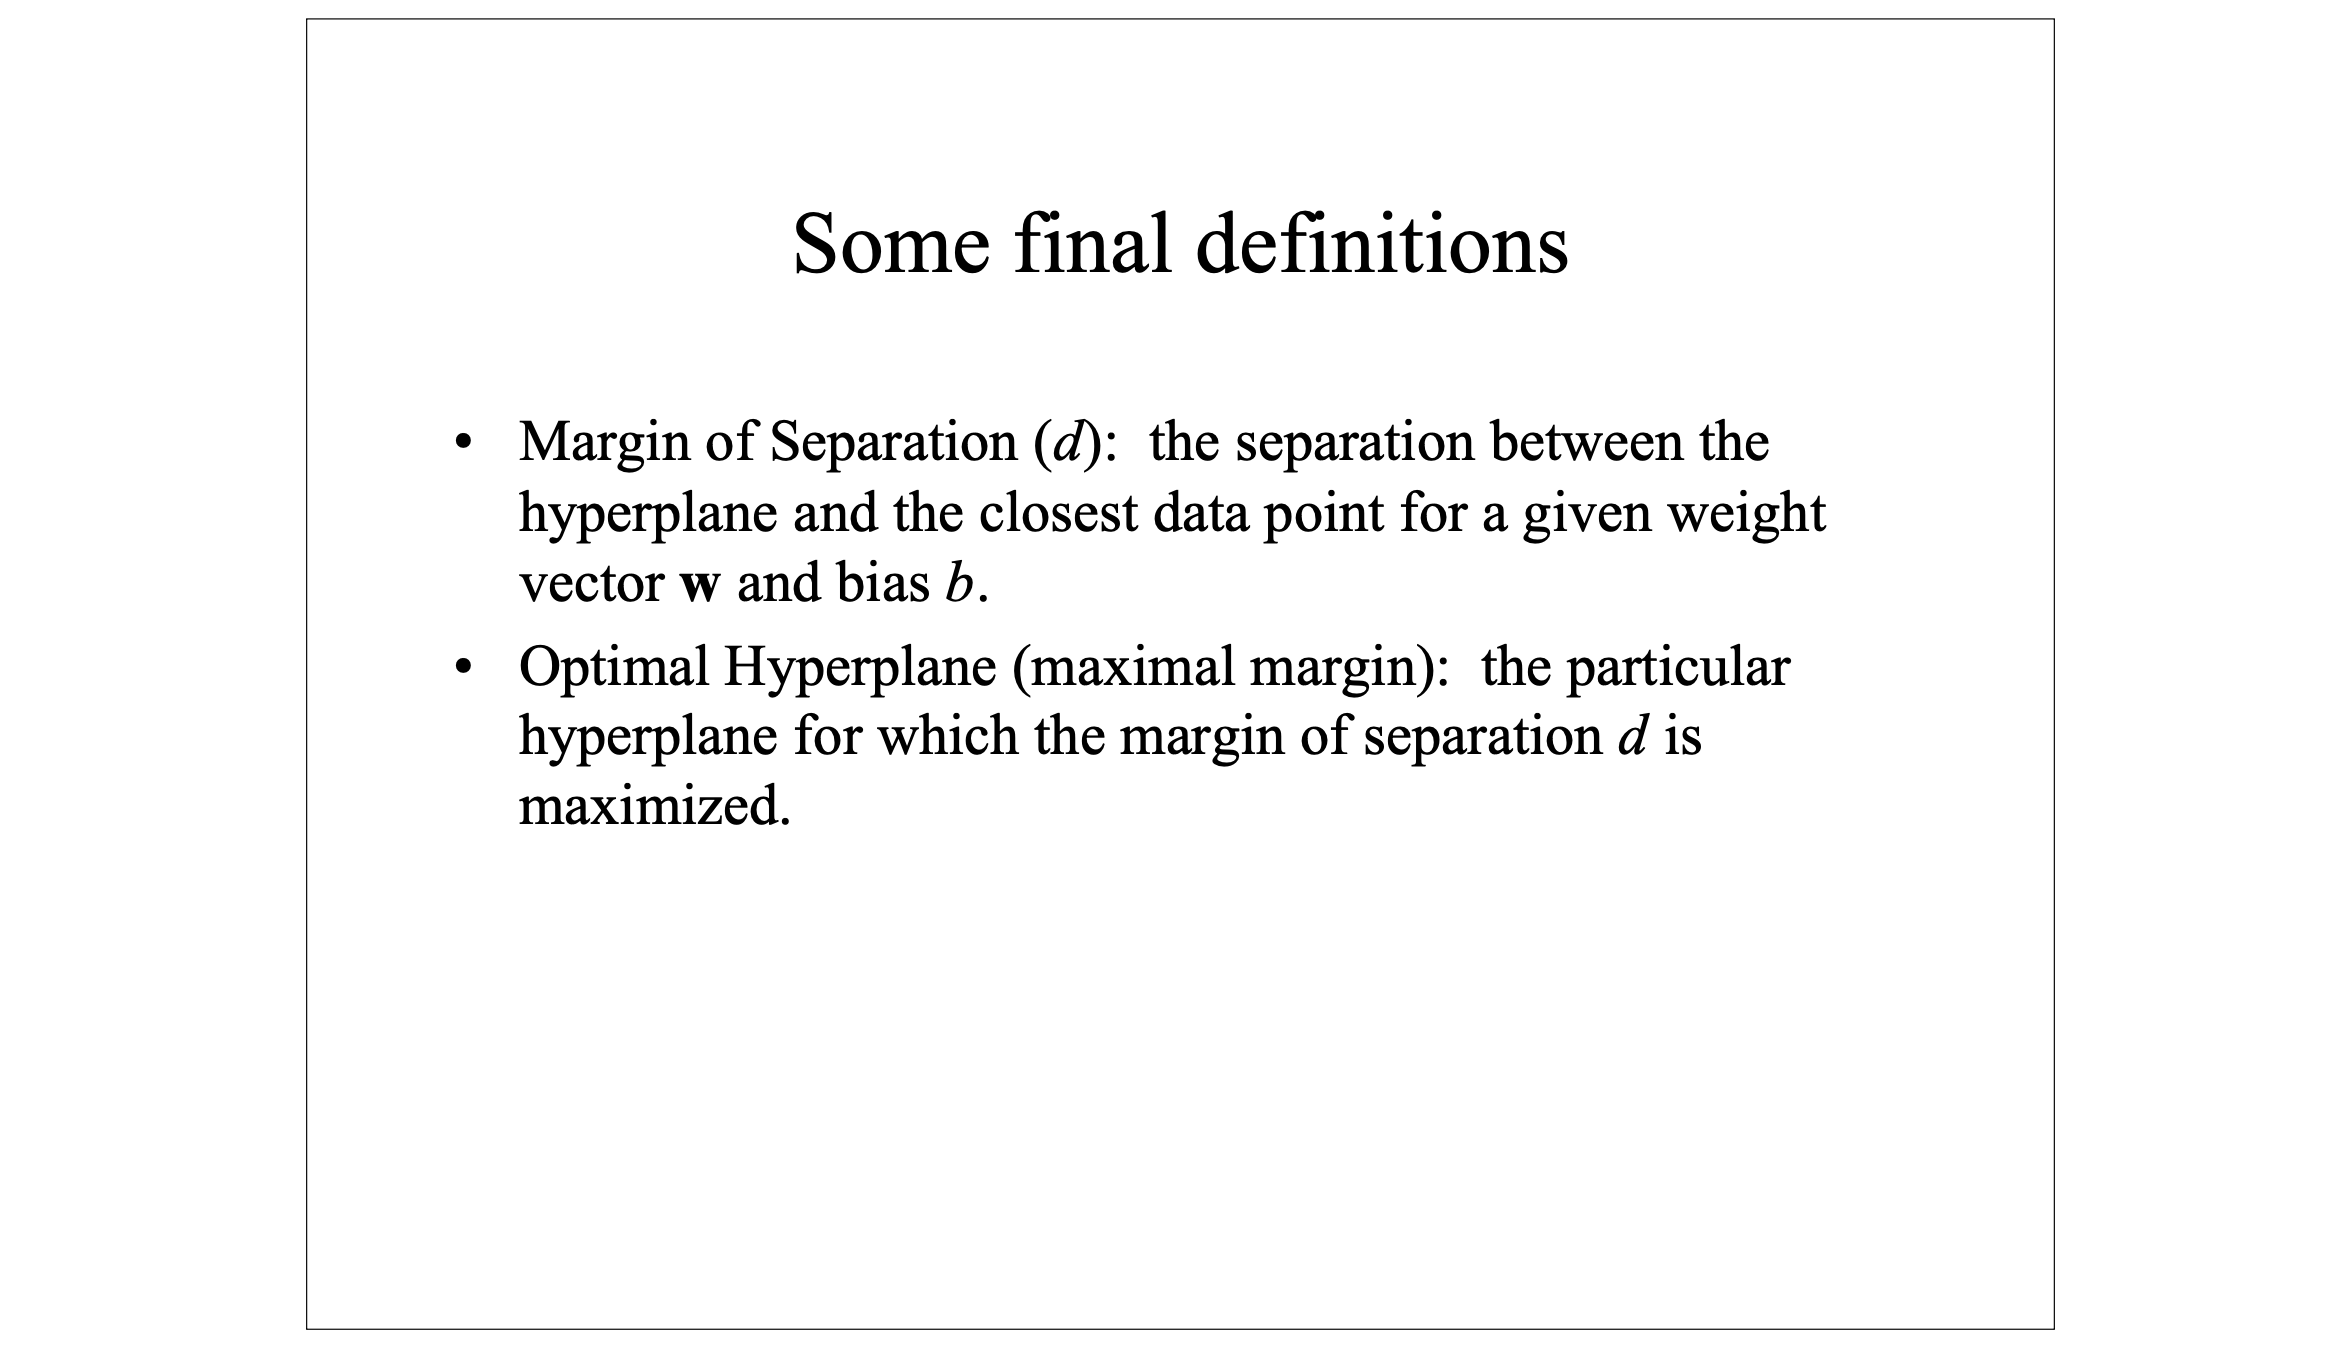 Some final definitions
• Margin of Separation (d): the separation between the
hyperplane and the closest data point for a given weight
vector w and bias b.
• Optimal Hyperplane (maximal margin): the particular
hyperplane for which the margin of separation d is
maximized.